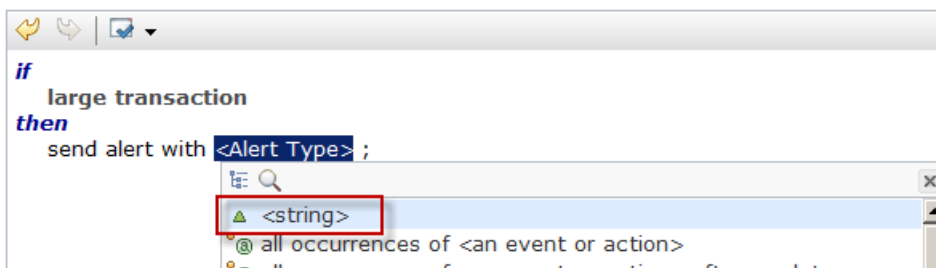 if
large transaction
then
send alert with <Alert Type> ;
<string>
all occurrences of <an event or action>